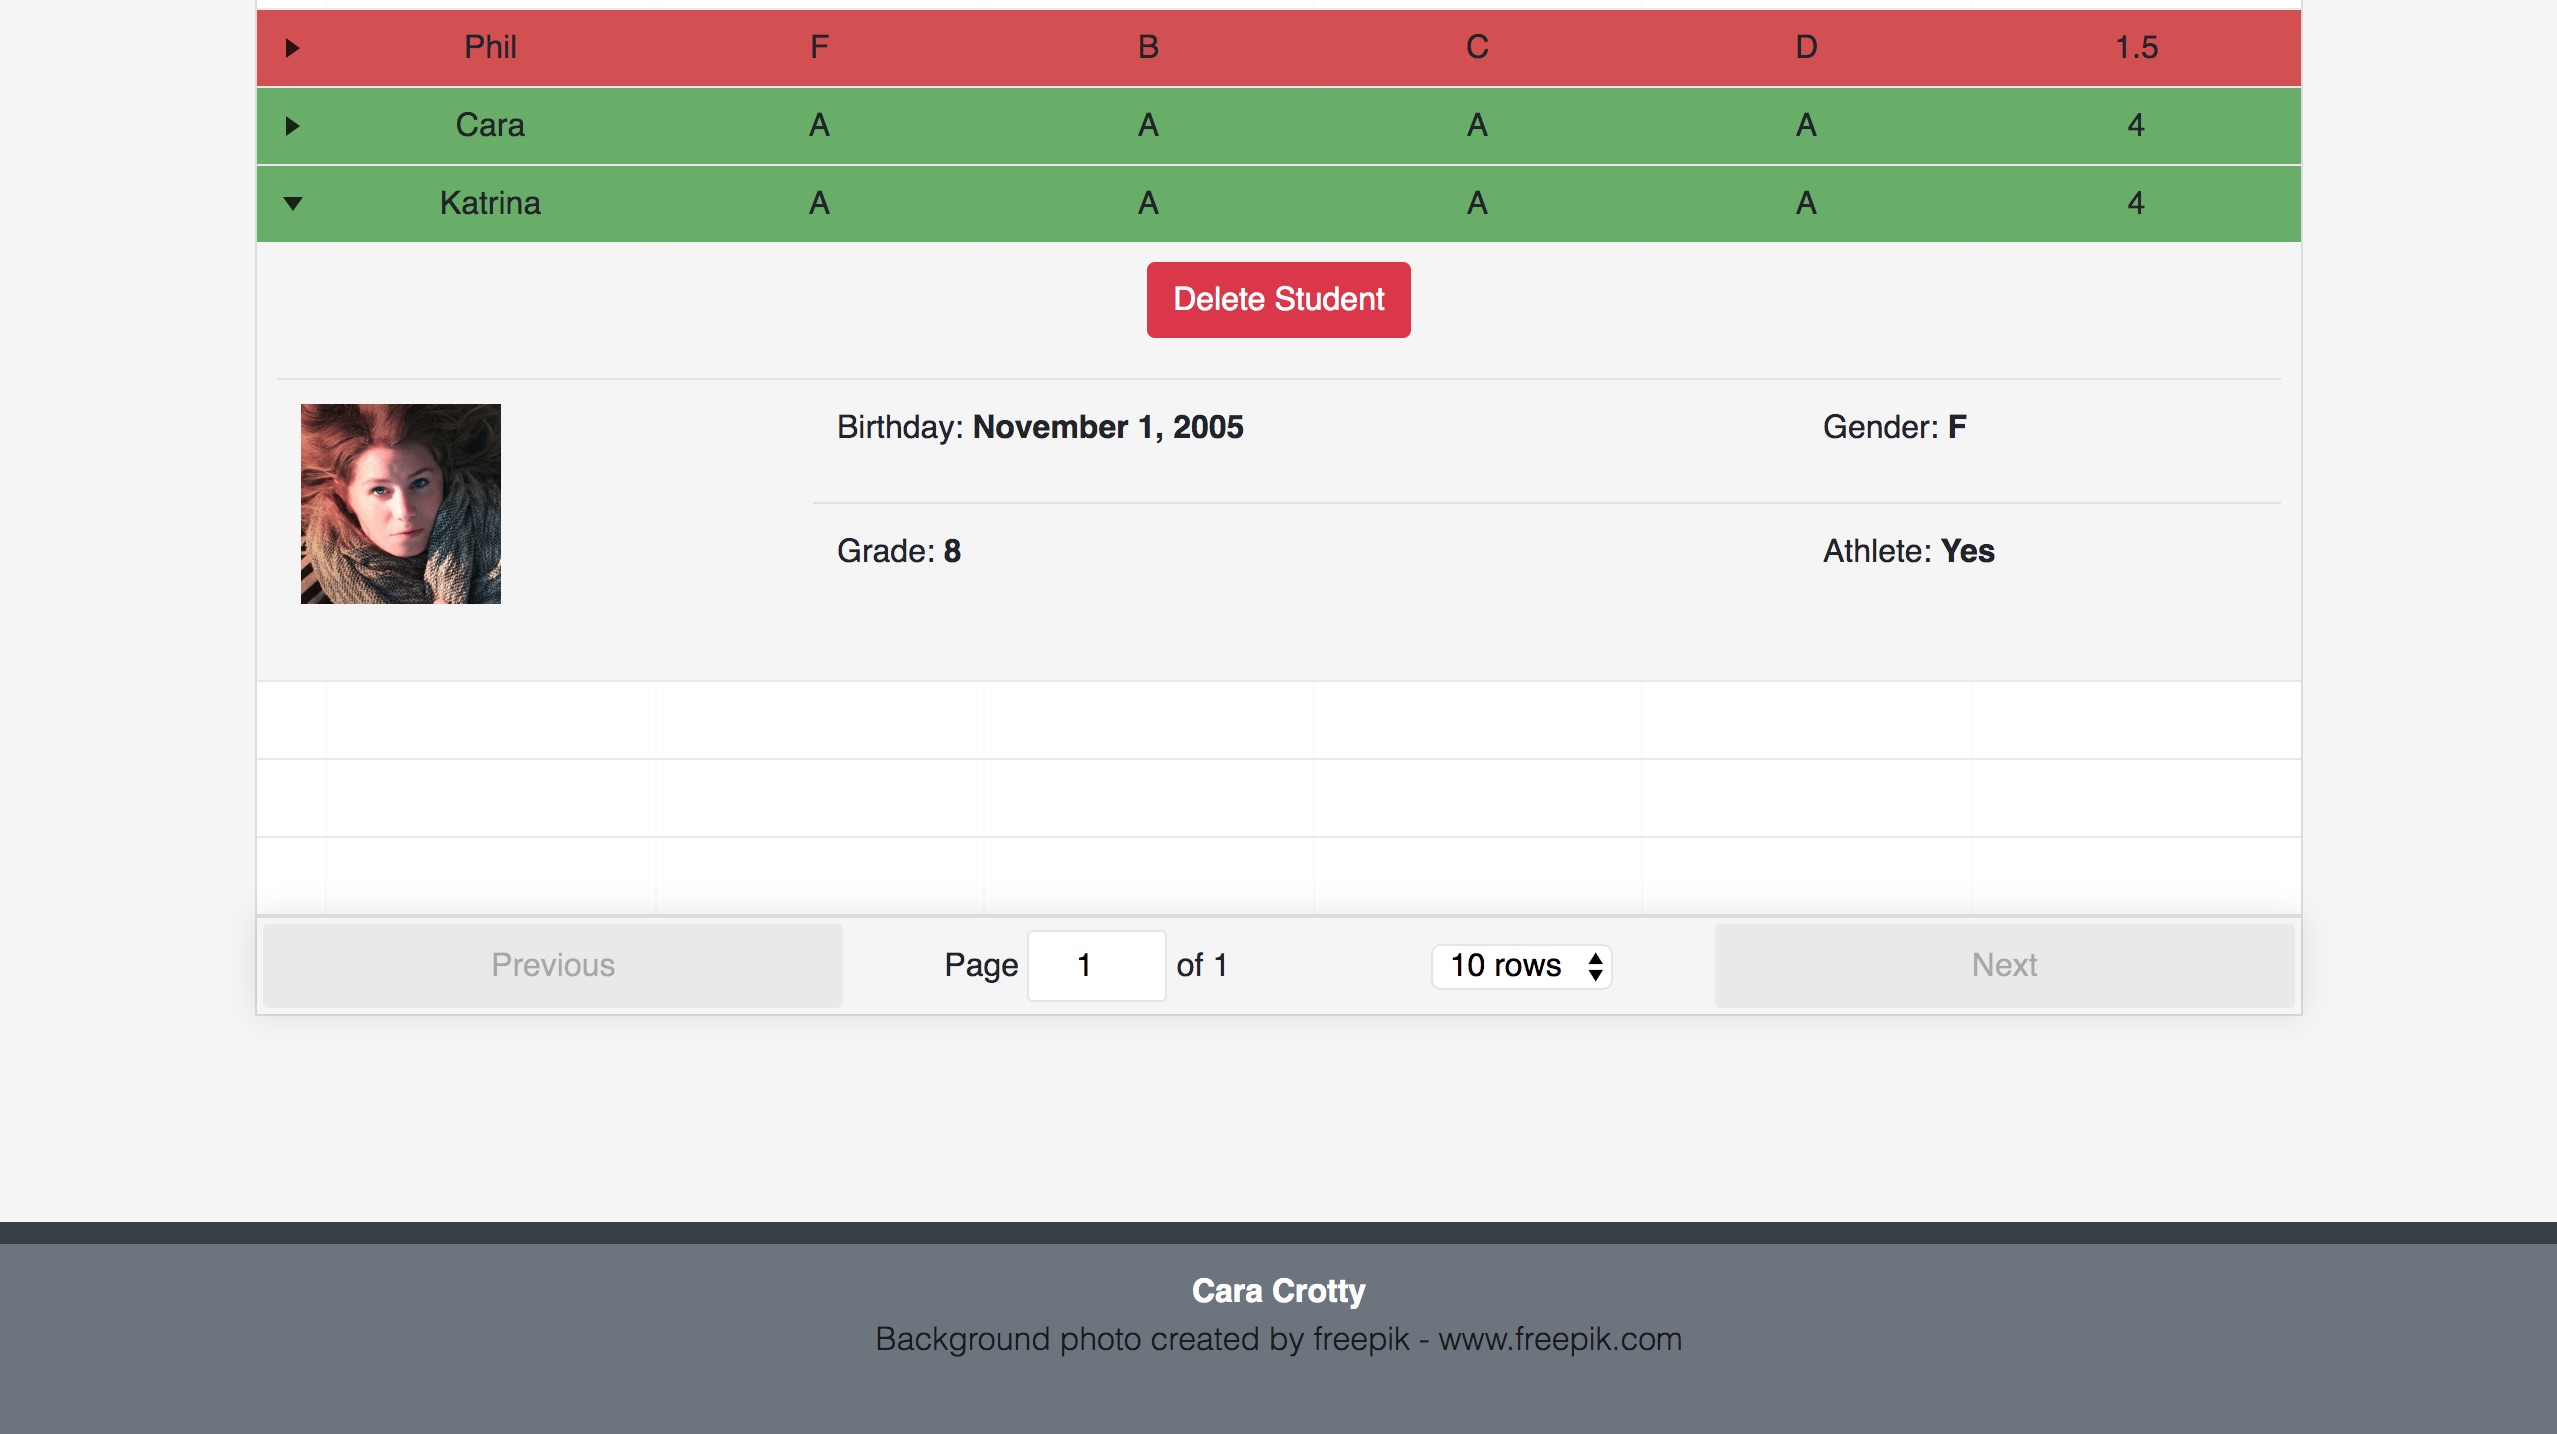 Phil F B C D 1.5
Cara A A A A 4
Katrina A A A A 4
Delete Student
Birthday: November 1, 2005 Gender: F
Grade: 8 Athlete: Yes
Previous Page 1 of 1 10 rows Next
Cara Crotty
Background photo created by freepik - www.freepik.com